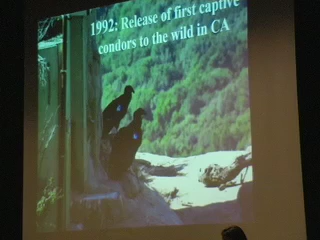 1992: Release of first captive
condors to the wild in CA